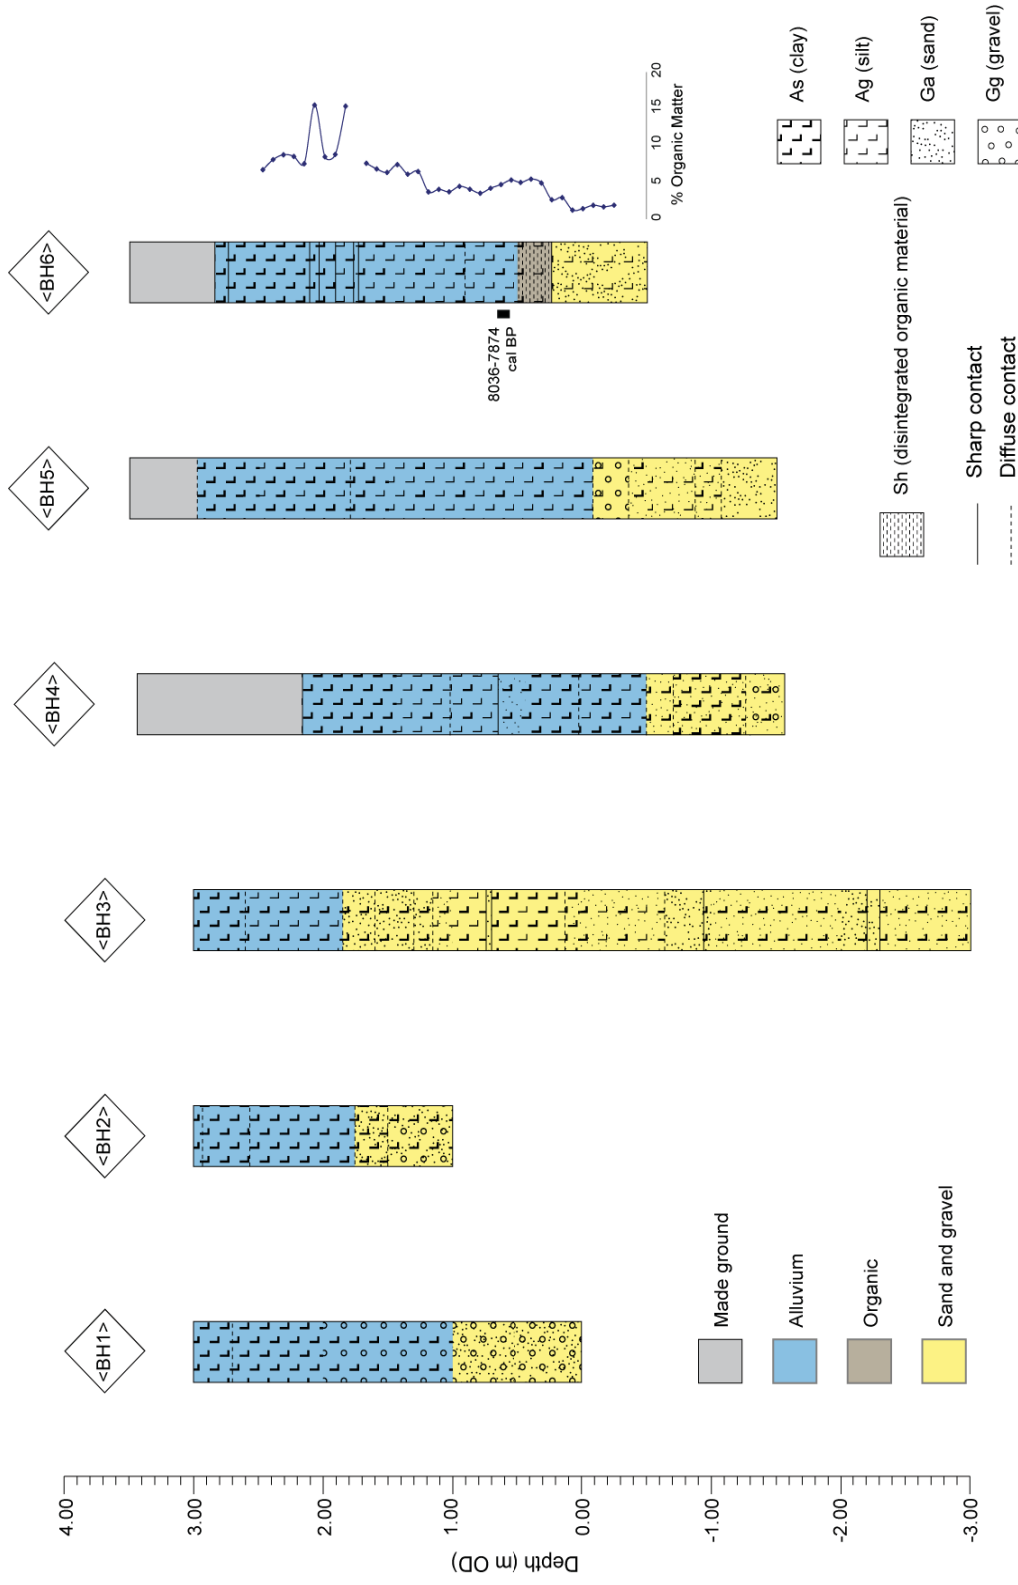 <BH1>
<BH2>
<BH3>
<BH4>
<BH5>
<BH6>
4.00
3.00
2.00
1.00
0.00
-1.00
-2.00
-3.00
Depth (m OD)
8036-7874
cal BP
0
5
10
15
20
% Organic Matter
Made ground
Alluvium
Organic
Sand and gravel
Sh (disintegrated organic material)
Sharp contact
Diffuse contact
As (clay)
Ag (silt)
Ga (sand)
Gg (gravel)